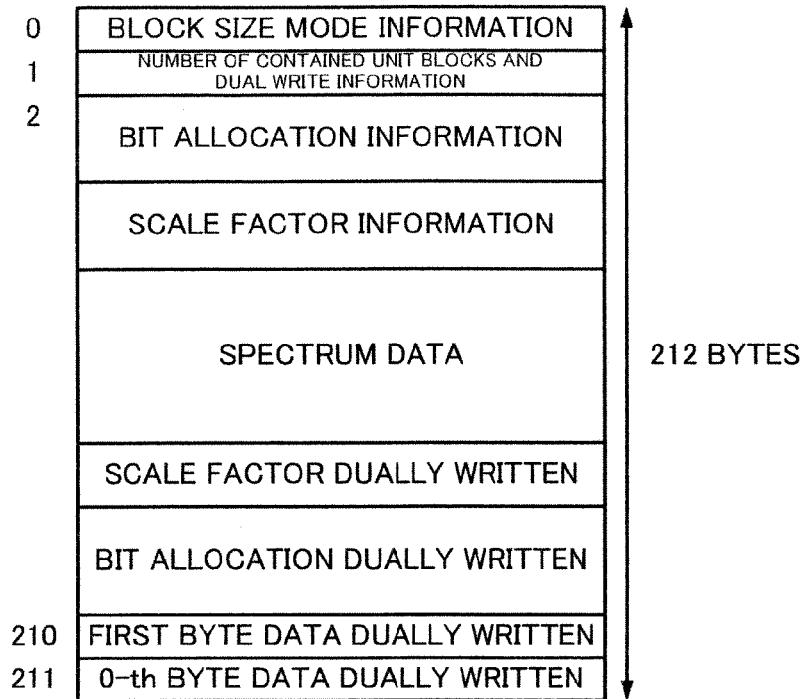 0 BLOCK SIZE MODE INFORMATION
1 NUMBER OF CONTAINED UNIT BLOCKS AND
DUAL WRITE INFORMATION
2 BIT ALLOCATION INFORMATION
SCALE FACTOR INFORMATION
SPECTRUM DATA
212 BYTES
SCALE FACTOR DUALLY WRITTEN
BIT ALLOCATION DUALLY WRITTEN
210 FIRST BYTE DATA DUALLY WRITTEN
211 0-th BYTE DATA DUALLY WRITTEN